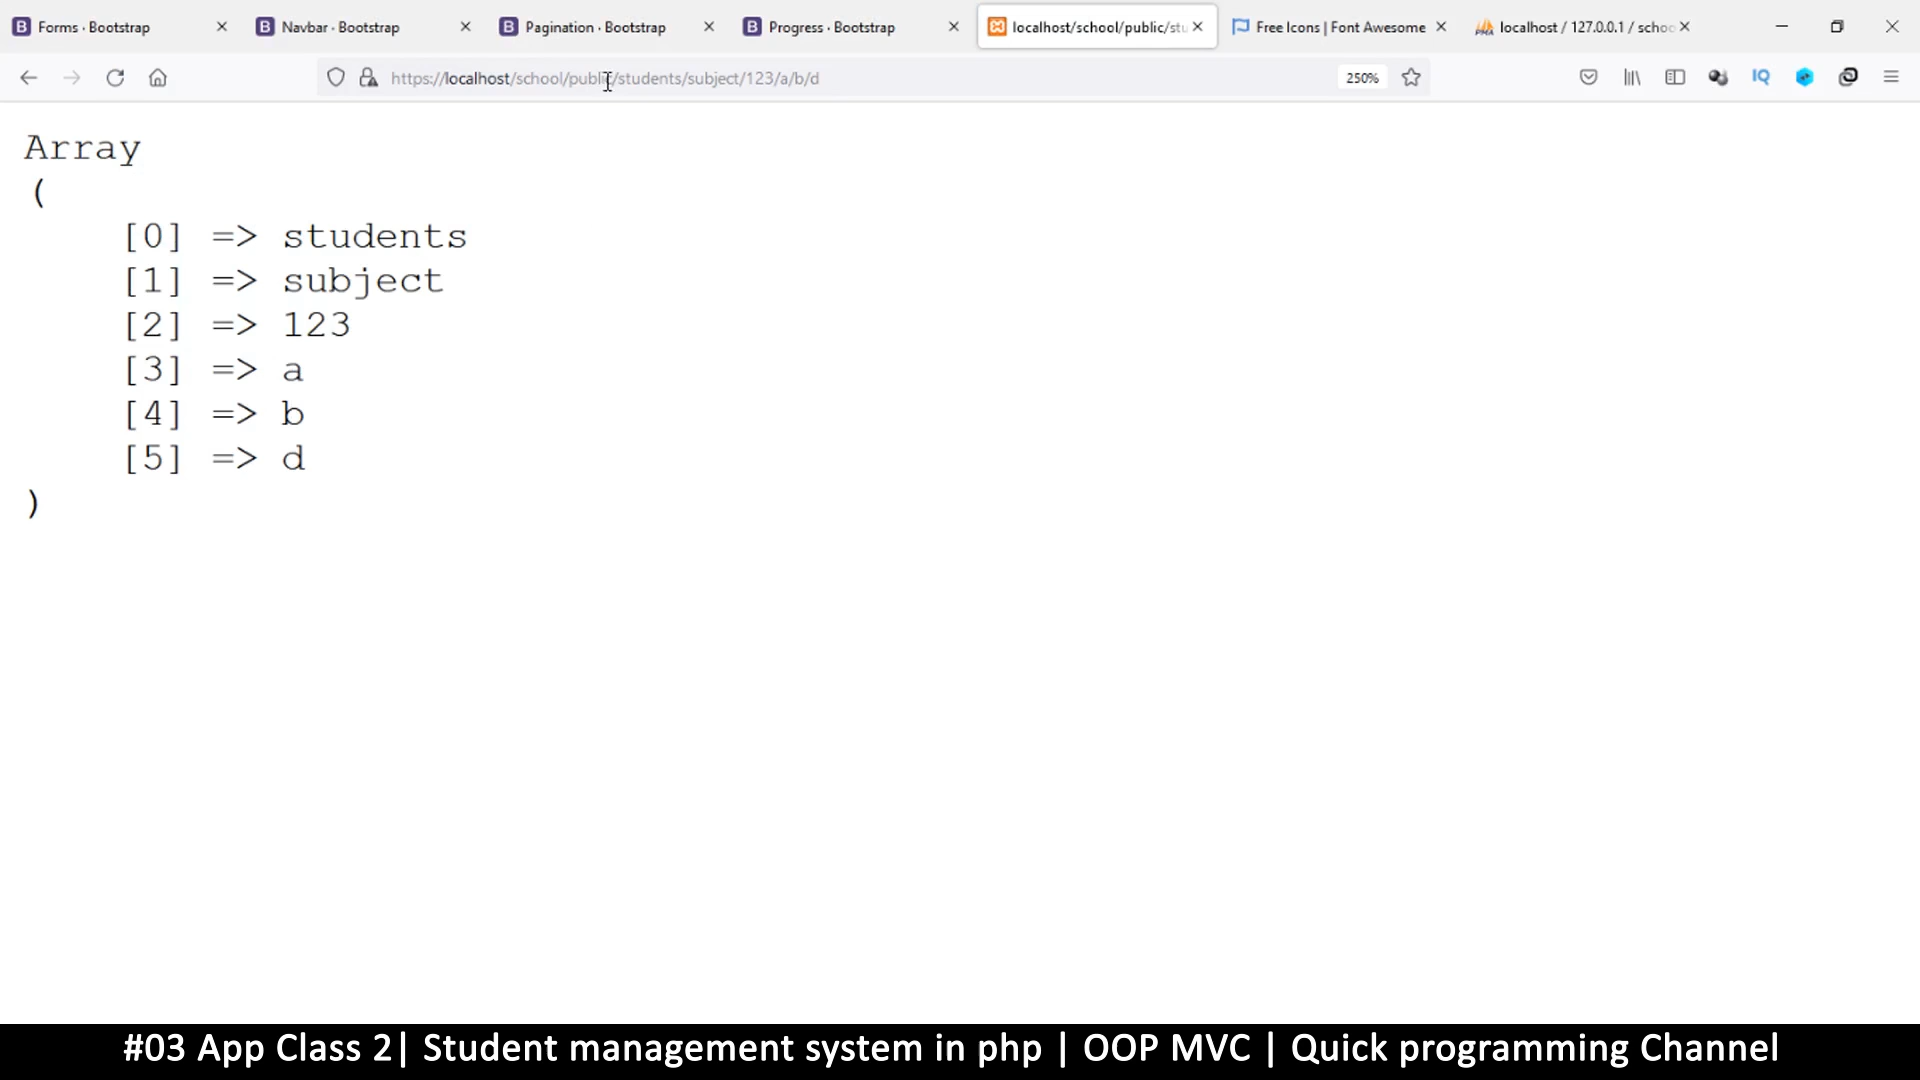 Forms · Bootstrap
Navbar · Bootstrap
Pagination · Bootstrap
Progress · Bootstrap
localhost/school/public/stu
Free Icons | Font Awesome
localhost / 127.0.0.1 / schoo
https://localhost/school/public/students/subject/123/a/b/d
250%
IQ
Array
(
[0] => students
[1] => subject
[2] => 123
[3] => a
[4] => b
[5] => d
)
#03 App Class 2| Student management system in php | OOP MVC | Quick programming Channel